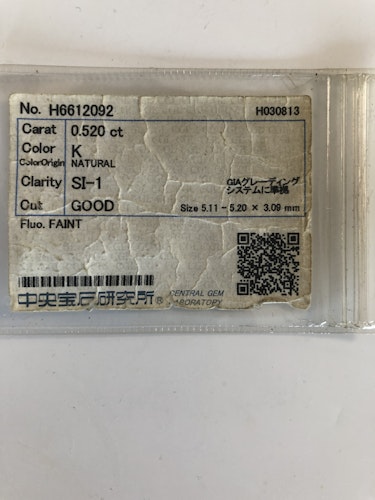 No. H6612092 H030813
Carat 0.520 ct
Color K
ColorOrigin NATURAL
Clarity SI-1 GIAグレーディング
システムに準拠
Cut GOOD Size 5.11 - 5.20 × 3.09 mm
Fluo. FAINT
中央宝石研究所® CENTRAL GEM
LABORATORY